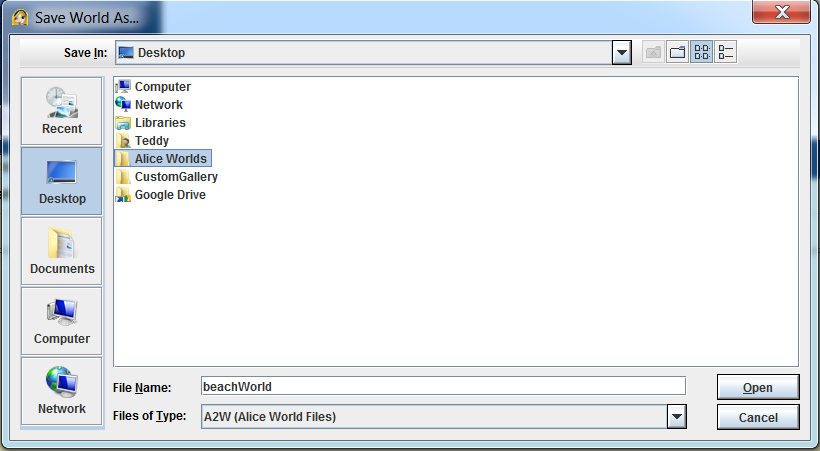 Save World As...
Save In: Desktop
Recent
Desktop
Documents
Computer
Network
Computer
Network
Libraries
Teddy
Alice Worlds
CustomGallery
Google Drive
File Name: beachWorld
Open
Files of Type: A2W (Alice World Files)
Cancel